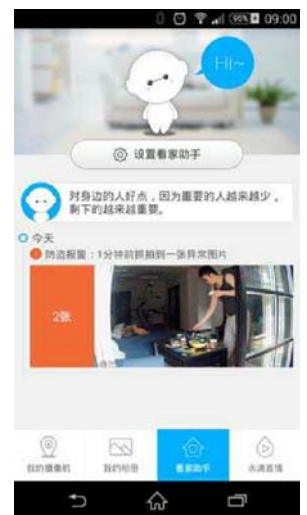 95% 09:00
Hi~
设置看家助手
对身边的人好点，因为重要的人越来越少，
剩下的越来越重要。
今天
防盗报警：1分钟前抓拍到一张异常图片
2张
我的摄像机 我的相册 看家助手 水滴直播